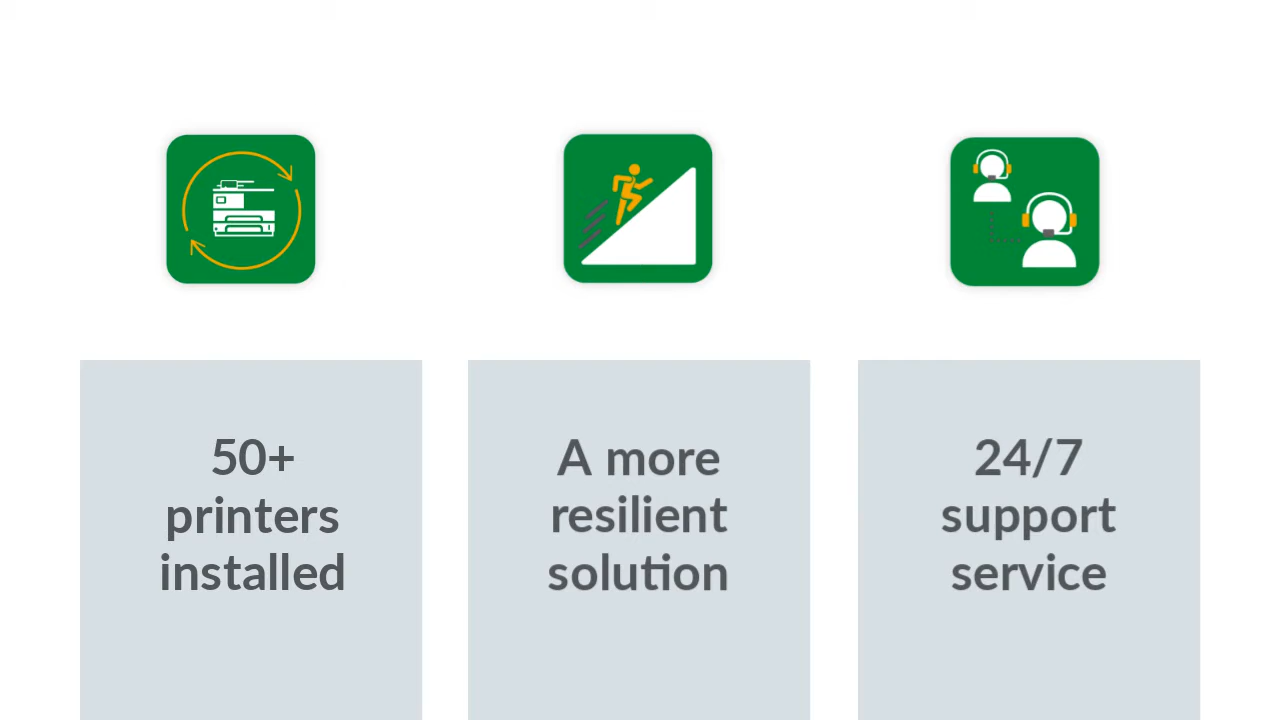 50+
printers
installed
A more
resilient
solution
24/7
support
service